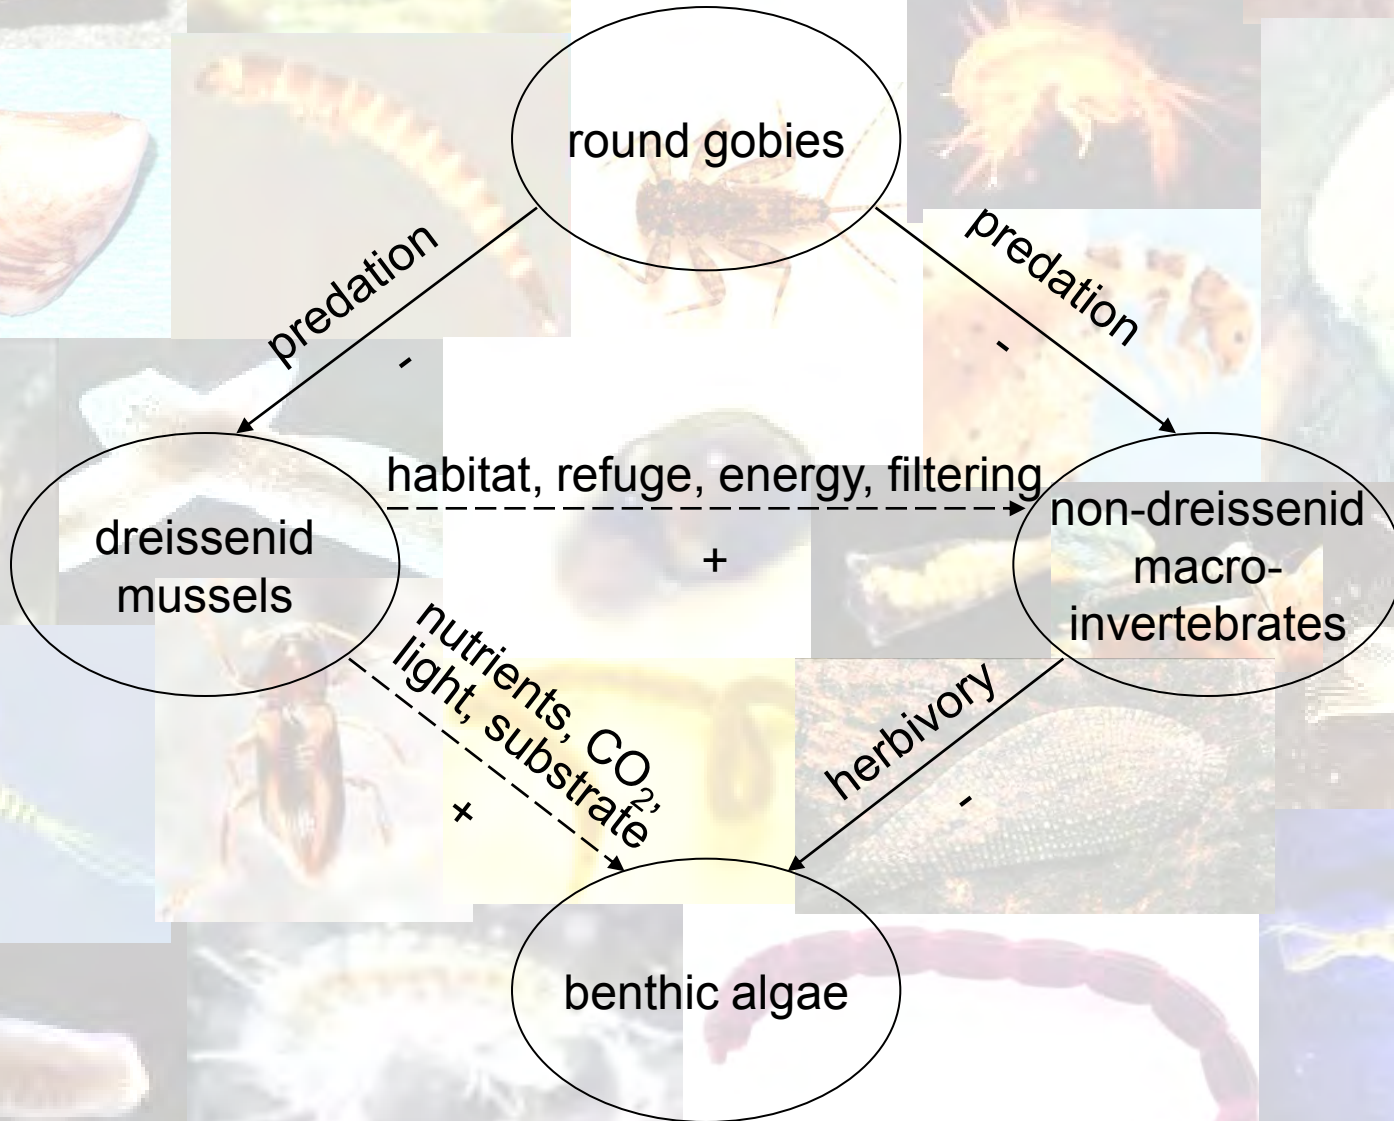 round gobies
predation
-
predation
-
habitat, refuge, energy, filtering
+
dreissenid
mussels
non-dreissenid
macro-
invertebrates
nutrients, CO₂,
light, substrate
+
herbivory
-
benthic algae